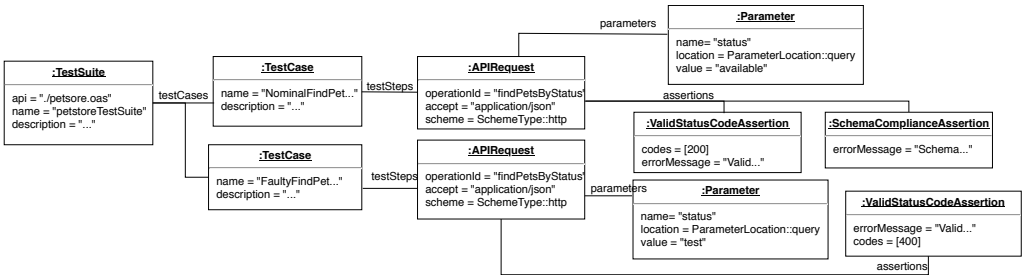 parameters
:Parameter
name= "status"
location = ParameterLocation::query
value = "available"
:TestSuite
api = "./petsore.oas"
name = "petstoreTestSuite"
description = "..."
testCases
:TestCase
name = "NominalFindPet..."
description = "..."
testSteps
:APIRequest
operationId = "findPetsByStatus"
accept = "application/json"
scheme = SchemeType::http
assertions
:ValidStatusCodeAssertion
codes = [200]
errorMessage = "Valid..."
:SchemaComplianceAssertion
errorMessage = "Schema..."
:TestCase
name = "FaultyFindPet..."
description = "..."
testSteps
:APIRequest
operationId = "findPetsByStatus"
accept = "application/json"
scheme = SchemeType::http
parameters
:Parameter
name= "status"
location = ParameterLocation::query
value = "test"
:ValidStatusCodeAssertion
errorMessage = "Valid..."
codes = [400]
assertions